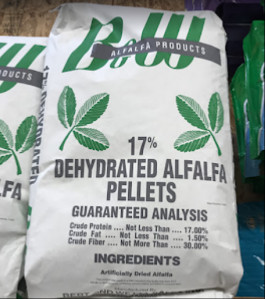 B&W
ALFALFA PRODUCTS
17%
DEHYDRATED ALFALFA
PELLETS
GUARANTEED ANALYSIS
Crude Protein .... Not Less Than .... 17.00%
Crude Fat .... Not Less Than .... 1.50%
Crude Fiber .... Not More Than .... 30.00%
INGREDIENTS
Artificially Dried Alfalfa